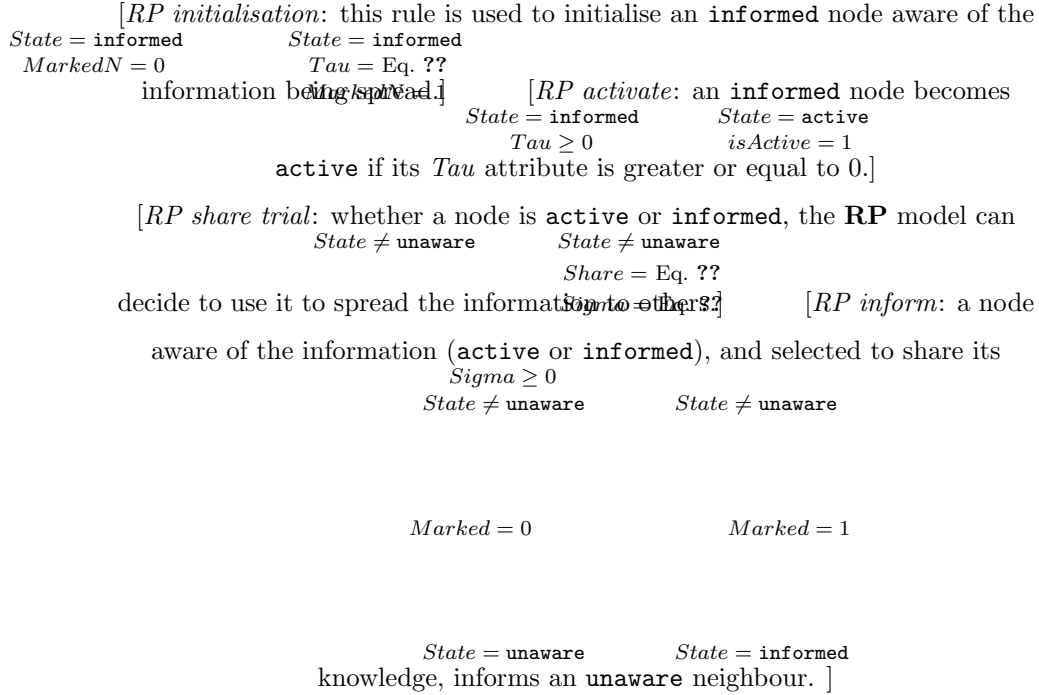 [RP initialisation: this rule is used to initialise an informed node aware of the
State = informed State = informed
MarkedN = 0 Tau = Eq. ??
MarkedN = 1
information being spread.] [RP activate: an informed node becomes
State = informed State = active
Tau ≥ 0 isActive = 1
active if its Tau attribute is greater or equal to 0.]
[RP share trial: whether a node is active or informed, the RP model can
State ≠ unaware State ≠ unaware
Share = Eq. ??
Sigma = Eq. ??
decide to use it to spread the information to others.] [RP inform: a node
aware of the information (active or informed), and selected to share its
Sigma ≥ 0
State ≠ unaware State ≠ unaware
Marked = 0 Marked = 1
State = unaware State = informed
knowledge, informs an unaware neighbour. ]